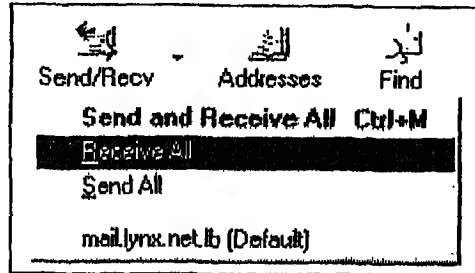 Send/Recv Addresses Find
Send and Receive All Ctrl+M
Receive All
Send All
mail.lynx.net.lb (Default)